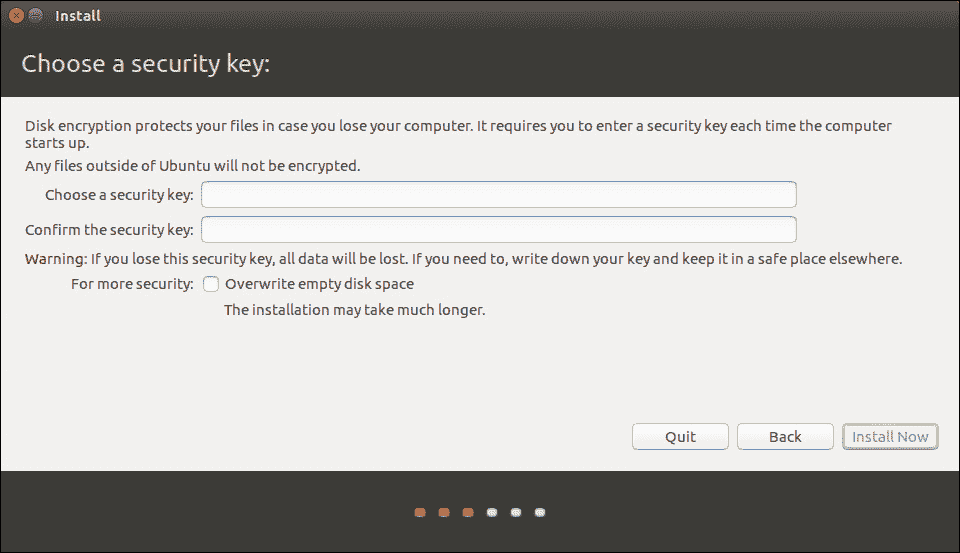 Install
Choose a security key:
Disk encryption protects your files in case you lose your computer. It requires you to enter a security key each time the computer
starts up.
Any files outside of Ubuntu will not be encrypted.
Choose a security key:
Confirm the security key:
Warning: If you lose this security key, all data will be lost. If you need to, write down your key and keep it in a safe place elsewhere.
For more security: Overwrite empty disk space
The installation may take much longer.
Quit Back Install Now